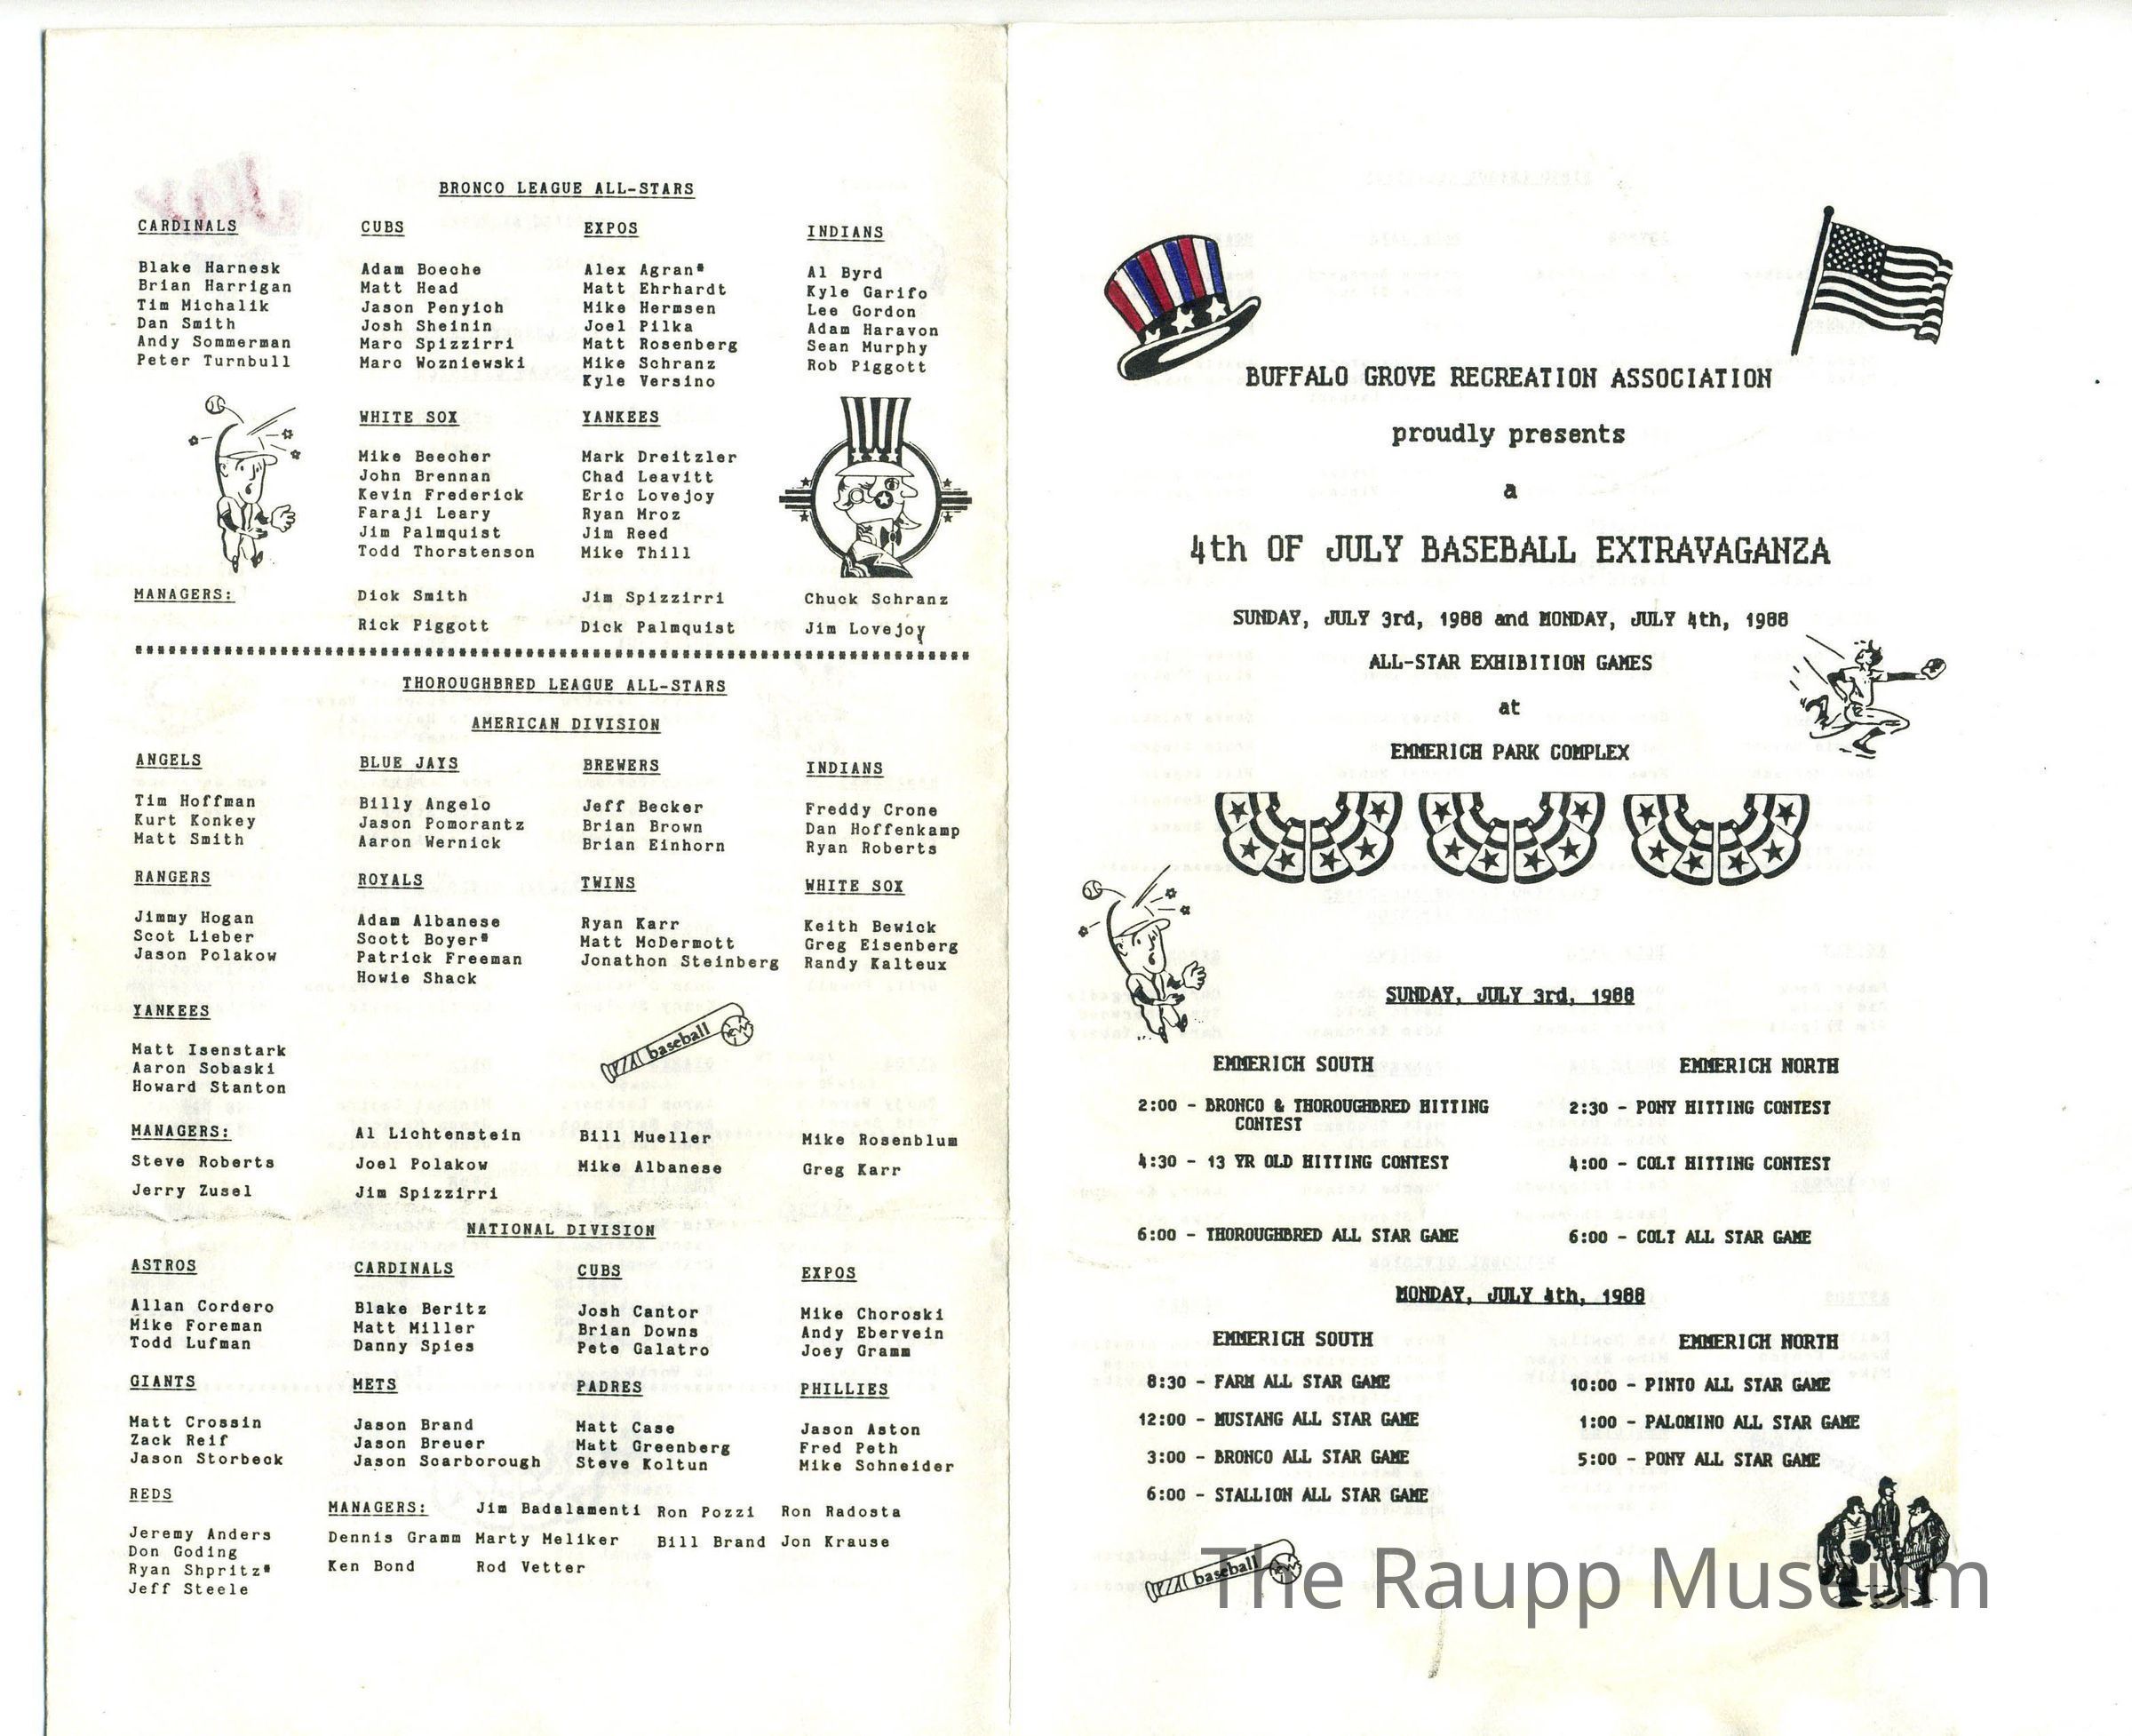 BRONCO LEAGUE ALL-STARS
CARDINALS CUBS EXPOS INDIANS
Blake Harnesk Adam Boeche Alex Agran* Al Byrd
Brian Harrigan Matt Head Matt Ehrhardt Kyle Garifo
Tim Michalik Jason Penyich Mike Hermsen Lee Gordon
Dan Smith Josh Sheinin Joel Pilka Adam Haravon
Andy Sommerman Marc Spizzirri Matt Rosenberg Sean Murphy
Peter Turnbull Marc Wozniewski Mike Schranz Rob Piggott
Kyle Versino
WHITE SOX YANKEES
Mike Beecher Mark Dreitzler
John Brennan Chad Leavitt
Kevin Frederick Eric Lovejoy
Faraji Leary Ryan Mroz
Jim Palmquist Jim Reed
Todd Thorstenson Mike Thill
MANAGERS: Dick Smith Jim Spizzirri Chuck Schranz
Rick Piggott Dick Palmquist Jim Lovejoy
THOROUGHBRED LEAGUE ALL-STARS
AMERICAN DIVISION
ANGELS BLUE JAYS BREWERS INDIANS
Tim Hoffman Billy Angelo Jeff Becker Freddy Crone
Kurt Konkey Jason Pomorantz Brian Brown Dan Hoffenkamp
Matt Smith Aaron Wernick Brian Einhorn Ryan Roberts
RANGERS ROYALS TWINS WHITE SOX
Jimmy Hogan Adam Albanese Ryan Karr Keith Bewick
Scot Lieber Scott Boyer* Matt McDermott Greg Eisenberg
Jason Polakow Patrick Freeman Jonathon Steinberg Randy Kalteux
Howie Shack
YANKEES
Matt Isenstark
Aaron Sobaski
Howard Stanton
baseball
MANAGERS: Al Lichtenstein Bill Mueller Mike Rosenblum
Steve Roberts Joel Polakow Mike Albanese Greg Karr
Jerry Zusel Jim Spizzirri
NATIONAL DIVISION
ASTROS CARDINALS CUBS EXPOS
Allan Cordero Blake Beritz Josh Cantor Mike Choroski
Mike Foreman Matt Miller Brian Downs Andy Ebervein
Todd Lufman Danny Spies Pete Galatro Joey Gramm
GIANTS METS PADRES PHILLIES
Matt Crossin Jason Brand Matt Case Jason Aston
Zack Reif Jason Breuer Matt Greenberg Fred Peth
Jason Storbeck Jason Scarborough Steve Koltun Mike Schneider
REDS MANAGERS: Jim Badalamenti Ron Pozzi Ron Radosta
Jeremy Anders Dennis Gramm Marty Meliker Bill Brand Jon Krause
Don Goding
Ryan Shpritz* Ken Bond Rod Vetter
Jeff Steele
BUFFALO GROVE RECREATION ASSOCIATION
proudly presents
a
4th OF JULY BASEBALL EXTRAVAGANZA
SUNDAY, JULY 3rd, 1988 and MONDAY, JULY 4th, 1988
ALL-STAR EXHIBITION GAMES
at
EMMERICH PARK COMPLEX
SUNDAY, JULY 3rd, 1988
EMMERICH SOUTH EMMERICH NORTH
2:00 - BRONCO & THOROUGHBRED HITTING 2:30 - PONY HITTING CONTEST
CONTEST
4:30 - 13 YR OLD HITTING CONTEST 4:00 - COLT HITTING CONTEST
6:00 - THOROUGHBRED ALL STAR GAME 6:00 - COLT ALL STAR GAME
MONDAY, JULY 4th, 1988
EMMERICH SOUTH EMMERICH NORTH
8:30 - FARM ALL STAR GAME 10:00 - PINTO ALL STAR GAME
12:00 - MUSTANG ALL STAR GAME 1:00 - PALOMINO ALL STAR GAME
3:00 - BRONCO ALL STAR GAME 5:00 - PONY ALL STAR GAME
6:00 - STALLION ALL STAR GAME
baseball
The Raupp Museum